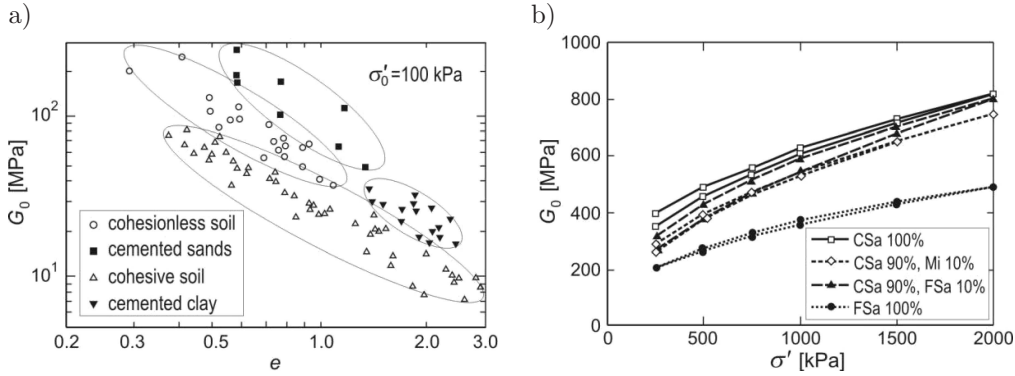 a)
σ′₀=100 kPa
10²
10¹
G₀ [MPa]
○ cohesionless soil
■ cemented sands
△ cohesive soil
▼ cemented clay
0.2 0.3 0.5 1.0 2.0 3.0
e
b)
1000
800
600
400
200
0
G₀ [MPa]
CSa 100%
CSa 90%, Mi 10%
CSa 90%, FSa 10%
FSa 100%
0 500 1000 1500 2000
σ′ [kPa]